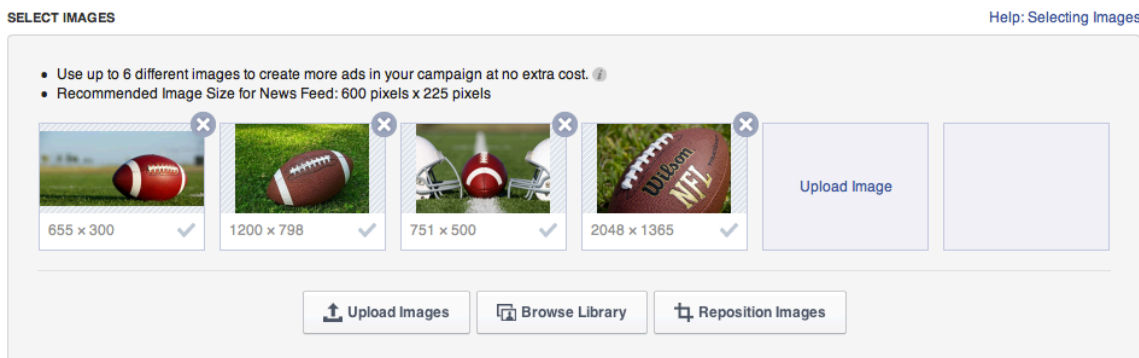 SELECT IMAGES
Help: Selecting Images
Use up to 6 different images to create more ads in your campaign at no extra cost. i
Recommended Image Size for News Feed: 600 pixels x 225 pixels
Wilson
NFL
Upload Image
655 × 300
1200 × 798
751 × 500
2048 × 1365
Upload Images
Browse Library
Reposition Images